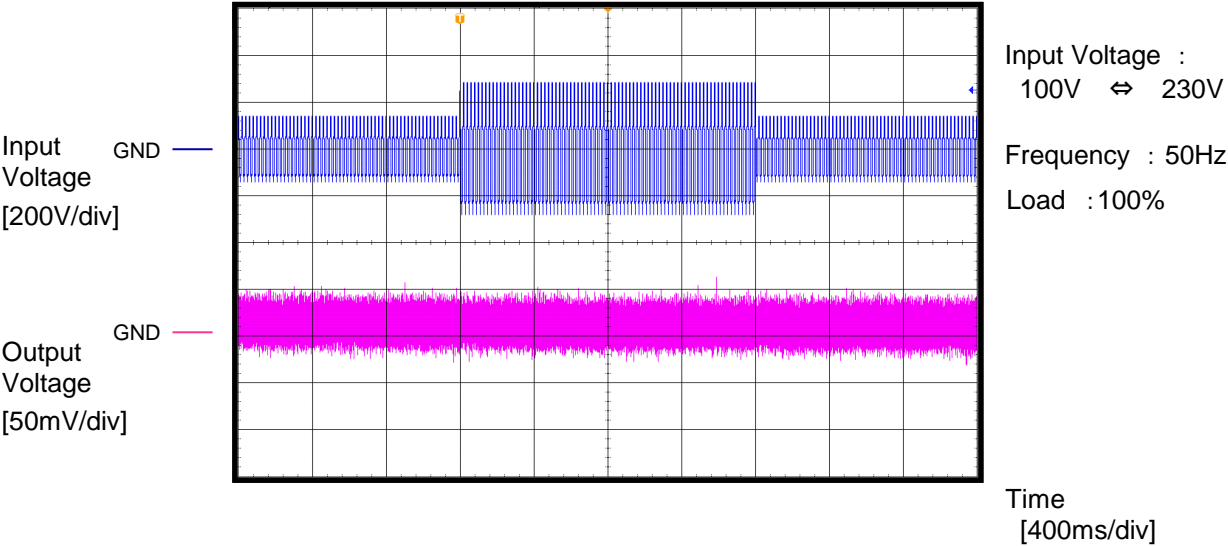 T
Input
Voltage
[200V/div]
GND
Output
Voltage
[50mV/div]
GND
Input Voltage :
100V ⇔ 230V
Frequency : 50Hz
Load :100%
Time
[400ms/div]